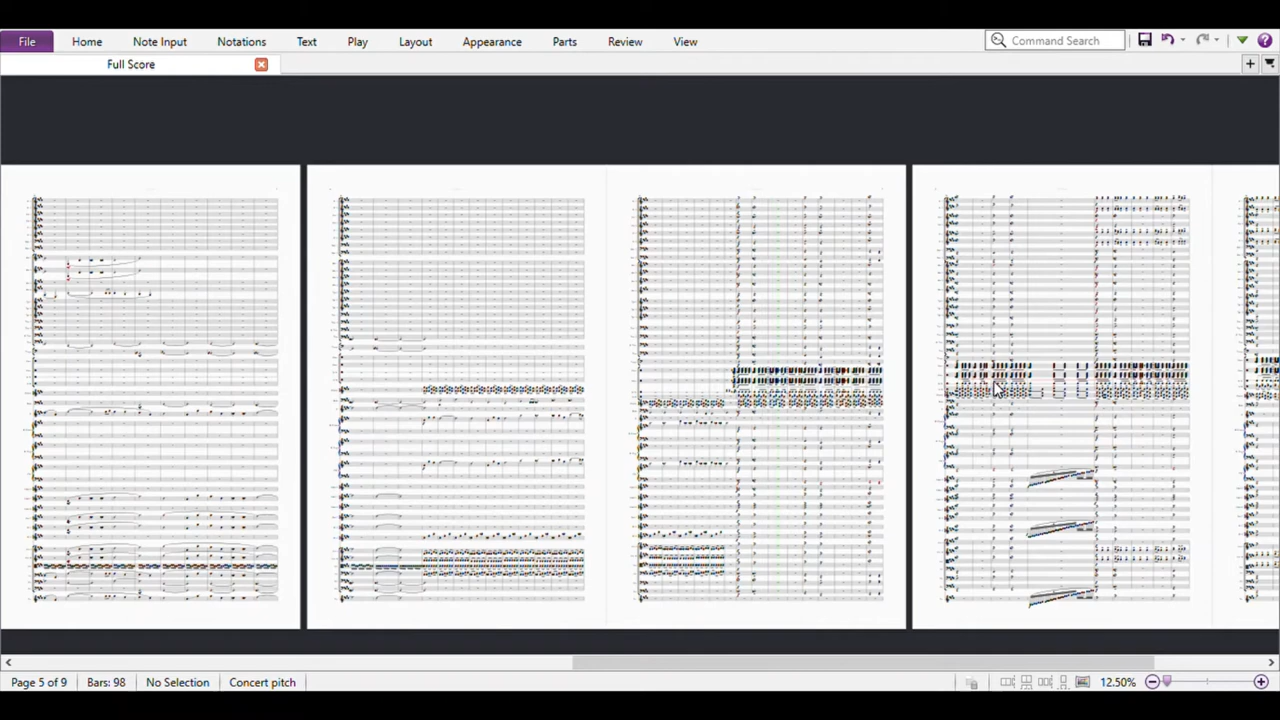 File Home Note Input Notations Text Play Layout Appearance Parts Review View Command Search
Full Score
Page 5 of 9 Bars: 98 No Selection Concert pitch 12.50%